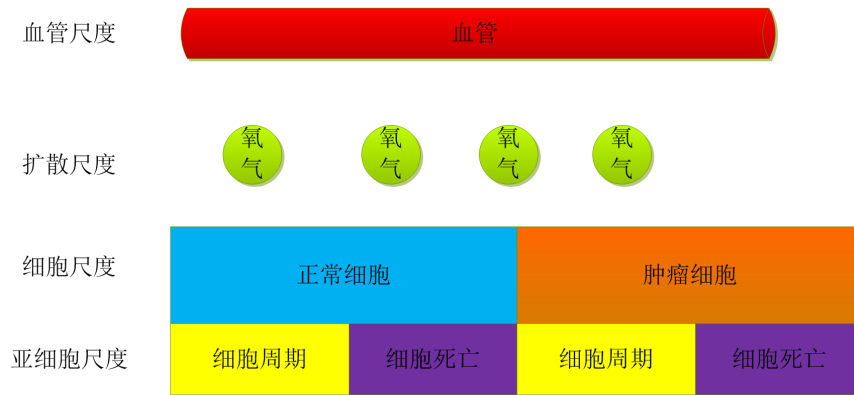 血管尺度
血管
扩散尺度
氧气
氧气
氧气
氧气
细胞尺度
正常细胞
肿瘤细胞
亚细胞尺度
细胞周期
细胞死亡
细胞周期
细胞死亡